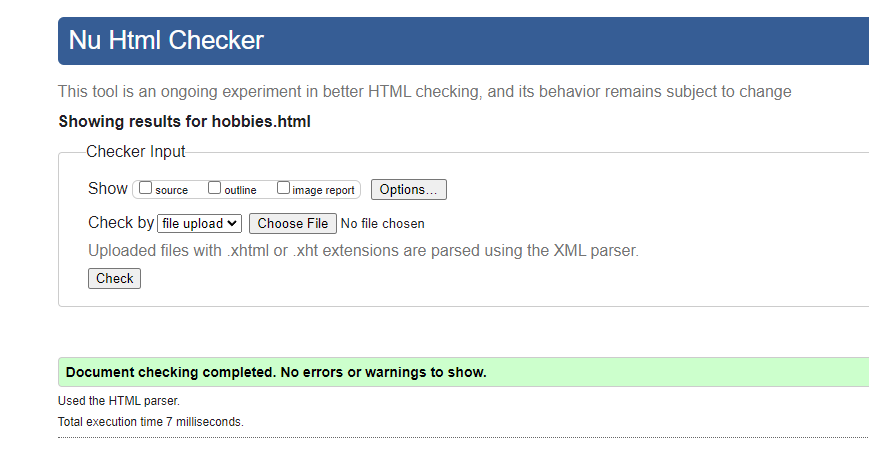 Nu Html Checker
This tool is an ongoing experiment in better HTML checking, and its behavior remains subject to change
Showing results for hobbies.html
Checker Input
Show source outline image report Options...
Check by file upload Choose File No file chosen
Uploaded files with .xhtml or .xht extensions are parsed using the XML parser.
Check
Document checking completed. No errors or warnings to show.
Used the HTML parser.
Total execution time 7 milliseconds.